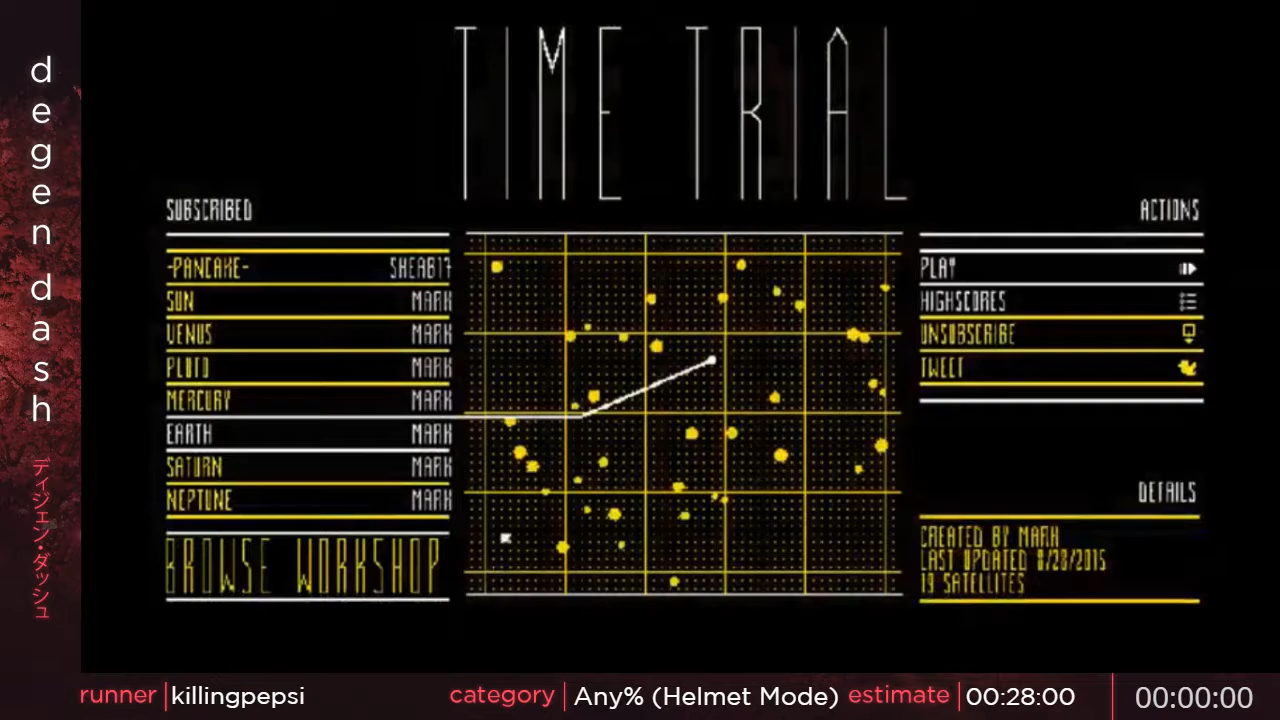 degen dash
ディジェン・ダッシュ
TIME TRIAL
SUBSCRIBED
-PANCAKE- SHEAB17
SUN MARK
VENUS MARK
PLUTO MARK
MERCURY MARK
EARTH MARK
SATURN MARK
NEPTUNE MARK
BROWSE WORKSHOP
ACTIONS
PLAY
HIGHSCORES
UNSUBSCRIBE
TWEET
DETAILS
CREATED BY MARK
LAST UPDATED 8/28/2015
19 SATELLITES
runner killingpepsi
category Any% (Helmet Mode)
estimate 00:28:00
00:00:00